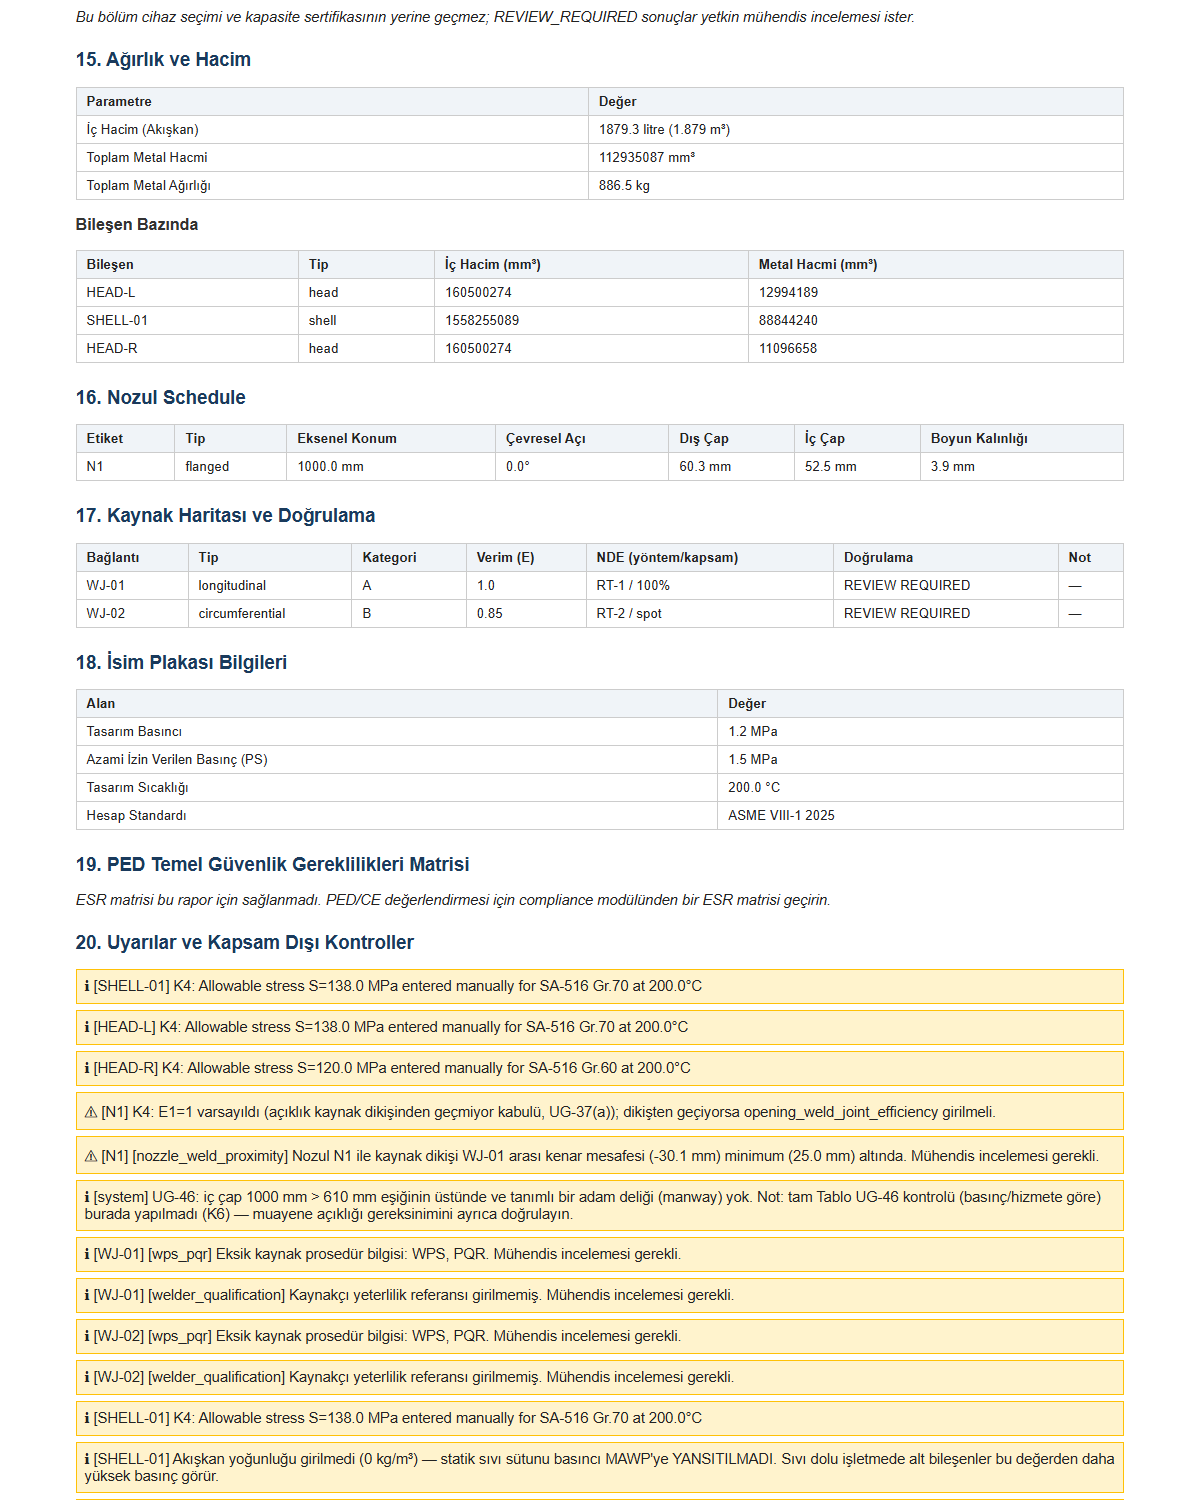 Bu bölüm cihaz seçimi ve kapasite sertifikasının yerine geçmez; REVIEW_REQUIRED sonuçlar yetkin mühendis incelemesi ister.
15. Ağırlık ve Hacim
Parametre Değer
İç Hacim (Akışkan) 1879.3 litre (1.879 m³)
Toplam Metal Hacmi 112935087 mm³
Toplam Metal Ağırlığı 886.5 kg
Bileşen Bazında
Bileşen Tip İç Hacim (mm³) Metal Hacmi (mm³)
HEAD-L head 160500274 12994189
SHELL-01 shell 1558255089 88844240
HEAD-R head 160500274 11096658
16. Nozul Schedule
Etiket Tip Eksenel Konum Çevresel Açı Dış Çap İç Çap Boyun Kalınlığı
N1 flanged 1000.0 mm 0.0° 60.3 mm 52.5 mm 3.9 mm
17. Kaynak Haritası ve Doğrulama
Bağlantı Tip Kategori Verim (E) NDE (yöntem/kapsam) Doğrulama Not
WJ-01 longitudinal A 1.0 RT-1 / 100% REVIEW REQUIRED —
WJ-02 circumferential B 0.85 RT-2 / spot REVIEW REQUIRED —
18. İsim Plakası Bilgileri
Alan Değer
Tasarım Basıncı 1.2 MPa
Azami İzin Verilen Basınç (PS) 1.5 MPa
Tasarım Sıcaklığı 200.0 °C
Hesap Standardı ASME VIII-1 2025
19. PED Temel Güvenlik Gereklilikleri Matrisi
ESR matrisi bu rapor için sağlanmadı. PED/CE değerlendirmesi için compliance modülünden bir ESR matrisi geçirin.
20. Uyarılar ve Kapsam Dışı Kontroller
ℹ [SHELL-01] K4: Allowable stress S=138.0 MPa entered manually for SA-516 Gr.70 at 200.0°C
ℹ [HEAD-L] K4: Allowable stress S=138.0 MPa entered manually for SA-516 Gr.70 at 200.0°C
ℹ [HEAD-R] K4: Allowable stress S=120.0 MPa entered manually for SA-516 Gr.60 at 200.0°C
⚠ [N1] K4: E1=1 varsayıldı (açıklık kaynak dikişinden geçmiyor kabulü, UG-37(a)); dikişten geçiyorsa opening_weld_joint_efficiency girilmeli.
⚠ [N1] [nozzle_weld_proximity] Nozul N1 ile kaynak dikişi WJ-01 arası kenar mesafesi (-30.1 mm) minimum (25.0 mm) altında. Mühendis incelemesi gerekli.
ℹ [system] UG-46: iç çap 1000 mm > 610 mm eşiğinin üstünde ve tanımlı bir adam deliği (manway) yok. Not: tam Tablo UG-46 kontrolü (basınç/hizmete göre)
burada yapılmadı (K6) — muayene açıklığı gereksinimini ayrıca doğrulayın.
ℹ [WJ-01] [wps_pqr] Eksik kaynak prosedür bilgisi: WPS, PQR. Mühendis incelemesi gerekli.
ℹ [WJ-01] [welder_qualification] Kaynakçı yeterlilik referansı girilmemiş. Mühendis incelemesi gerekli.
ℹ [WJ-02] [wps_pqr] Eksik kaynak prosedür bilgisi: WPS, PQR. Mühendis incelemesi gerekli.
ℹ [WJ-02] [welder_qualification] Kaynakçı yeterlilik referansı girilmemiş. Mühendis incelemesi gerekli.
ℹ [SHELL-01] K4: Allowable stress S=138.0 MPa entered manually for SA-516 Gr.70 at 200.0°C
ℹ [SHELL-01] Akışkan yoğunluğu girilmedi (0 kg/m³) — statik sıvı sütunu basıncı MAWP'ye YANSITILMADI. Sıvı dolu işletmede alt bileşenler bu değerden daha
yüksek basınç görür.